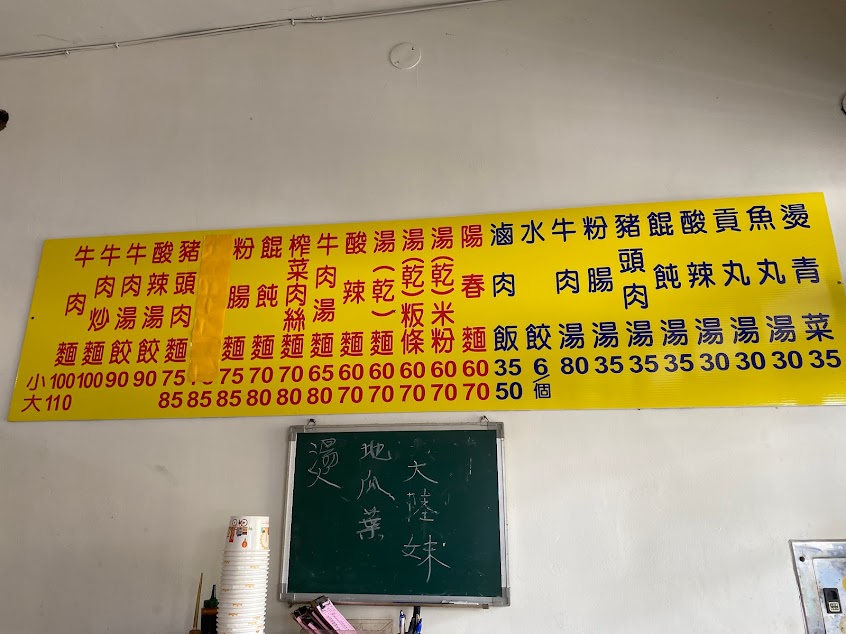 燙青菜 35
魚丸湯 30
貢丸湯 30
酸辣湯 30
餛飩湯 35
豬頭肉湯 35
粉腸湯 35
牛肉湯 80
水餃 6個
滷肉飯 35 50
陽春麵 60 70
湯(乾)米粉 60 70
湯(乾)粄條 60 70
湯(乾)麵 60 70
酸辣麵 60 70
牛肉湯麵 65 80
榨菜肉絲麵 70 80
餛飩麵 70 80
粉腸麵 75 85
85
豬頭肉麵 75 85
酸辣湯餃 90
牛肉湯餃 90
牛肉炒麵 100
牛肉麵 100 110
小 大
大陸妹
地瓜葉
燙